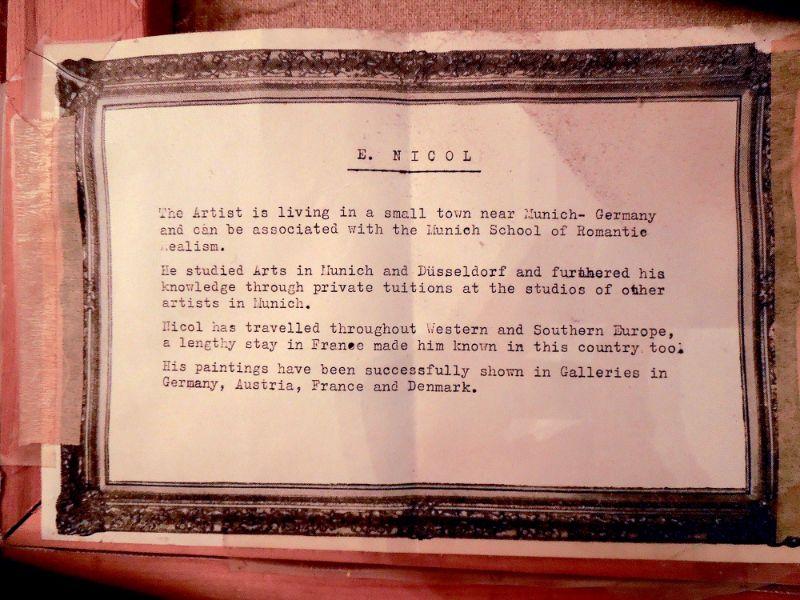 E. NICOL
The Artist is living in a small town near Munich- Germany
and can be associated with the Munich School of Romantic
Realism.
He studied Arts in Munich and Düsseldorf and furthered his
knowledge through private tuitions at the studios of other
artists in Munich.
Nicol has travelled throughout Western and Southern Europe,
a lengthy stay in France made him known in this country too.
His paintings have been successfully shown in Galleries in
Germany, Austria, France and Denmark.